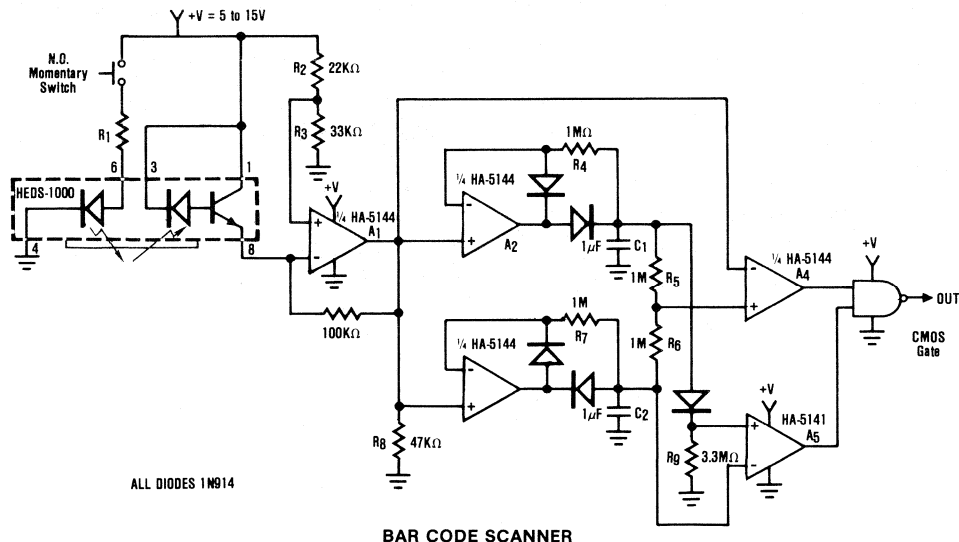 +V = 5 to 15V
N.O.
Momentary
Switch
R2 22KΩ
R1
R3 33KΩ
6 3 1
HEDS-1000
4 8
+V
¼ HA-5144
A1
100KΩ
R8 47KΩ
1MΩ
R4
¼ HA-5144
A2
1µF C1
1M R5
1M
R7
¼ HA-5144
1M R6
1µF C2
¼ HA-5144
A4
+V
OUT
CMOS
Gate
+V
HA-5141
A5
R9 3.3MΩ
ALL DIODES 1N914
BAR CODE SCANNER